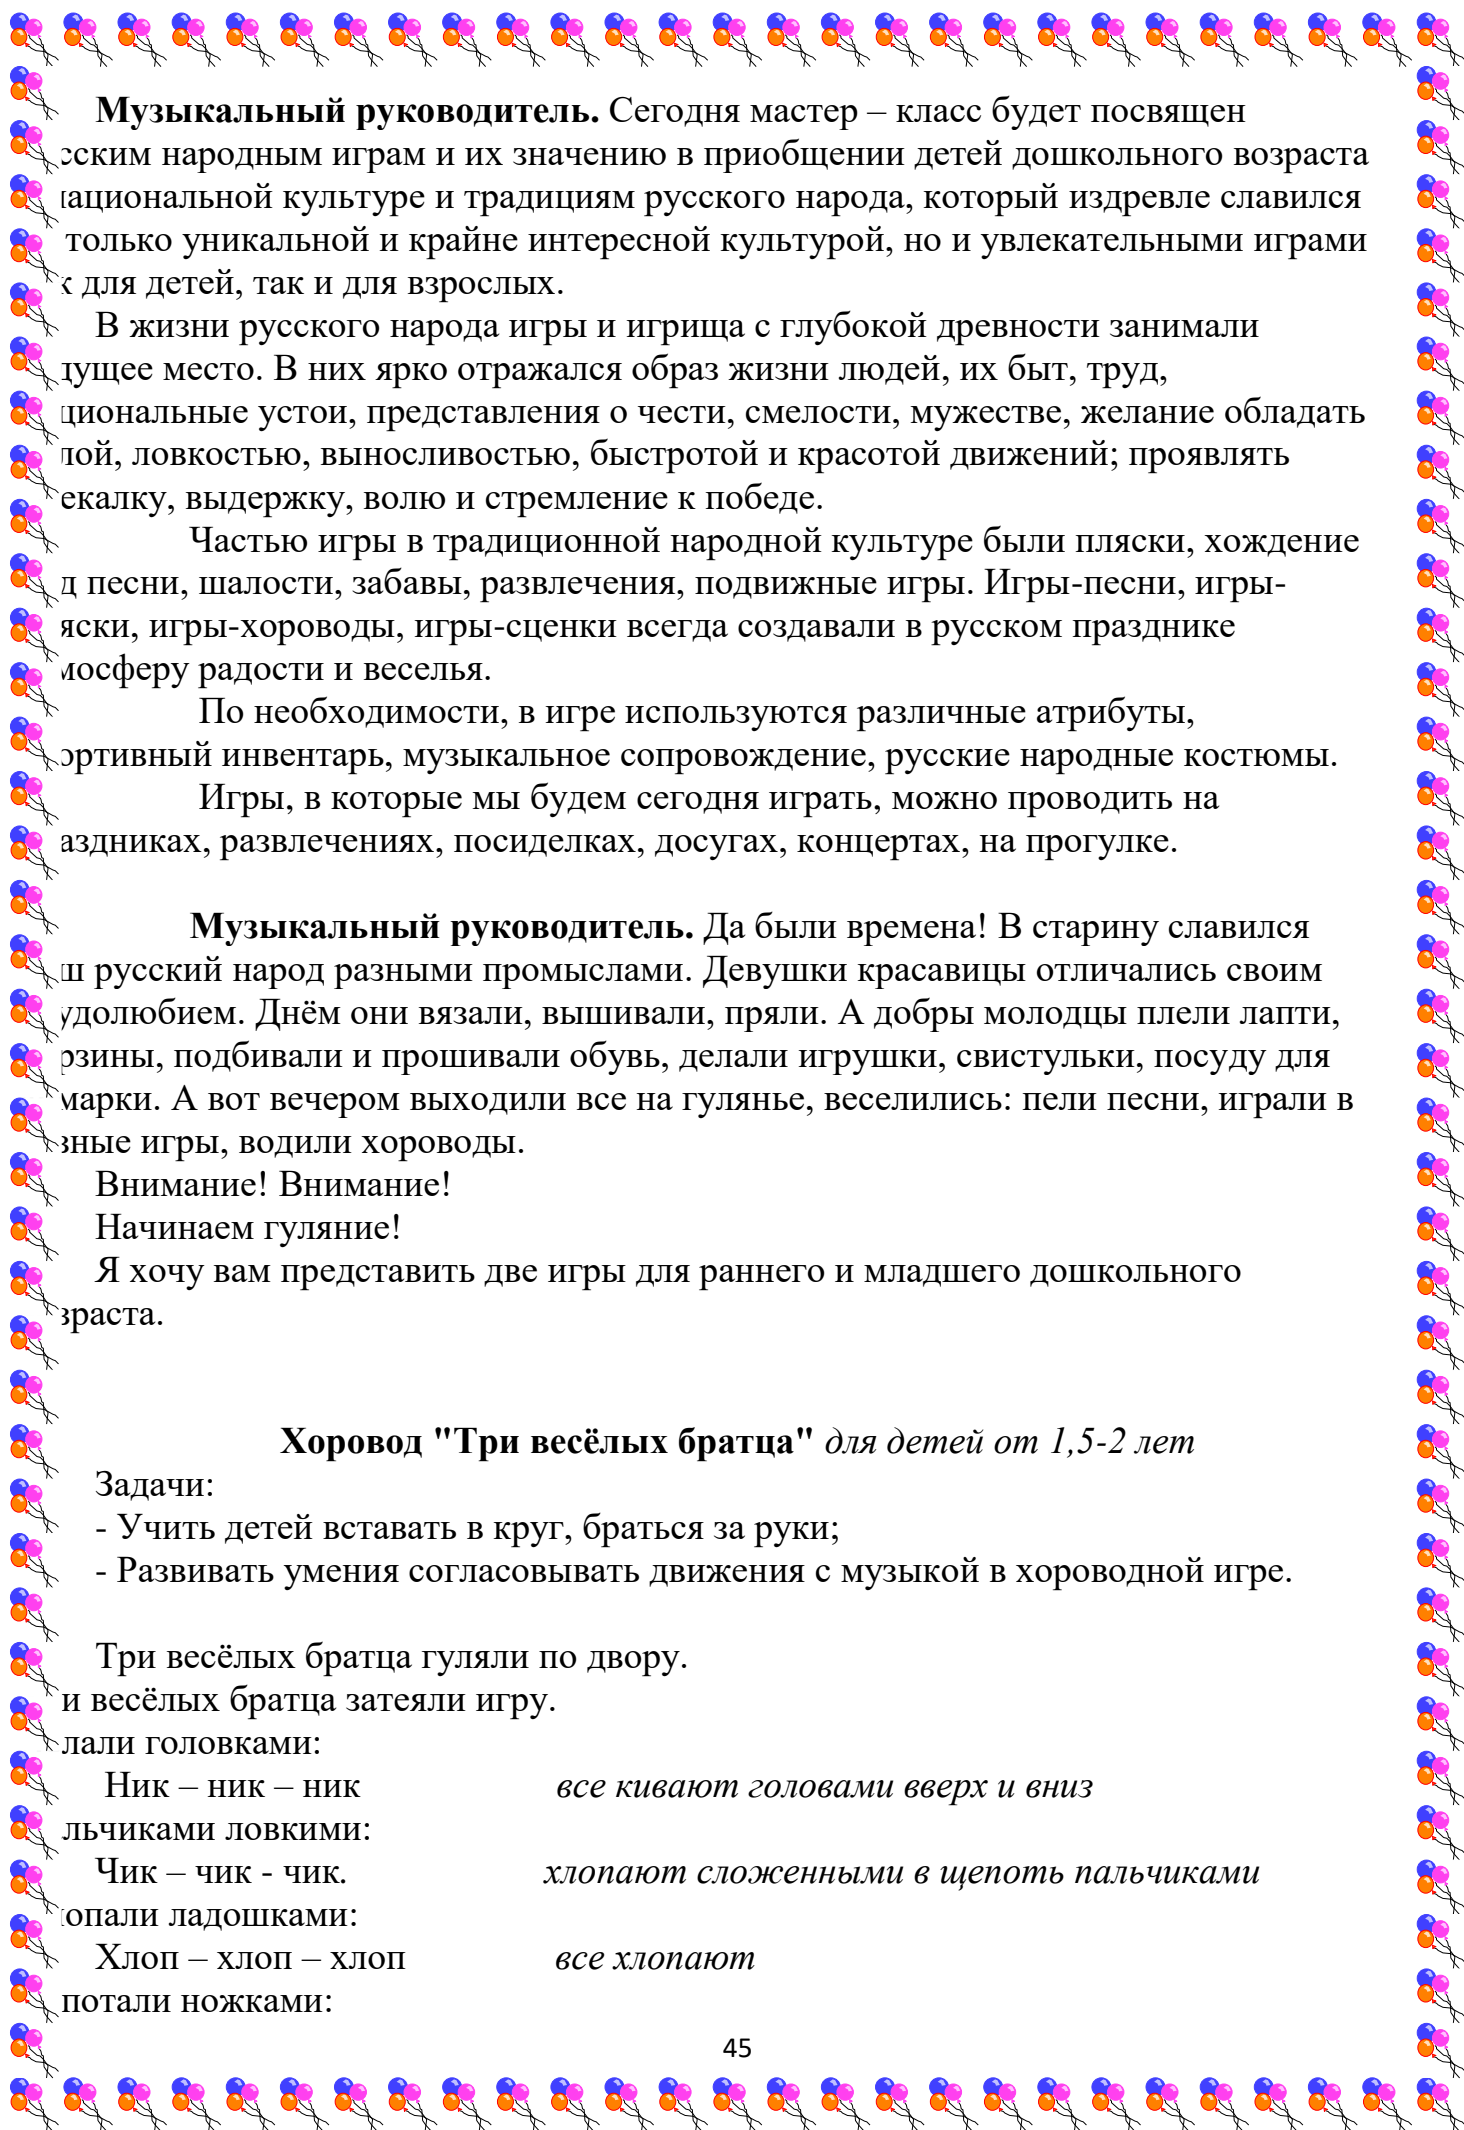 Музыкальный руководитель. Сегодня мастер – класс будет посвящен
сским народным играм и их значению в приобщении детей дошкольного возраста
ациональной культуре и традициям русского народа, который издревле славился
только уникальной и крайне интересной культурой, но и увлекательными играми
к для детей, так и для взрослых.
В жизни русского народа игры и игрища с глубокой древности занимали
дущее место. В них ярко отражался образ жизни людей, их быт, труд,
циональные устои, представления о чести, смелости, мужестве, желание обладать
лой, ловкостью, выносливостью, быстротой и красотой движений; проявлять
екалку, выдержку, волю и стремление к победе.
Частью игры в традиционной народной культуре были пляски, хождение
д песни, шалости, забавы, развлечения, подвижные игры. Игры-песни, игры-
яски, игры-хороводы, игры-сценки всегда создавали в русском празднике
мосферу радости и веселья.
По необходимости, в игре используются различные атрибуты,
ортивный инвентарь, музыкальное сопровождение, русские народные костюмы.
Игры, в которые мы будем сегодня играть, можно проводить на
аздниках, развлечениях, посиделках, досугах, концертах, на прогулке.
Музыкальный руководитель. Да были времена! В старину славился
ш русский народ разными промыслами. Девушки красавицы отличались своим
удолюбием. Днём они вязали, вышивали, пряли. А добры молодцы плели лапти,
рзины, подбивали и прошивали обувь, делали игрушки, свистульки, посуду для
марки. А вот вечером выходили все на гулянье, веселились: пели песни, играли в
зные игры, водили хороводы.
Внимание! Внимание!
Начинаем гуляние!
Я хочу вам представить две игры для раннего и младшего дошкольного
зраста.
Хоровод "Три весёлых братца" для детей от 1,5-2 лет
Задачи:
- Учить детей вставать в круг, браться за руки;
- Развивать умения согласовывать движения с музыкой в хороводной игре.
Три весёлых братца гуляли по двору.
и весёлых братца затеяли игру.
лали головками:
Ник – ник – ник все кивают головами вверх и вниз
льчиками ловкими:
Чик – чик - чик. хлопают сложенными в щепоть пальчиками
опали ладошками:
Хлоп – хлоп – хлоп все хлопают
потали ножками:
45